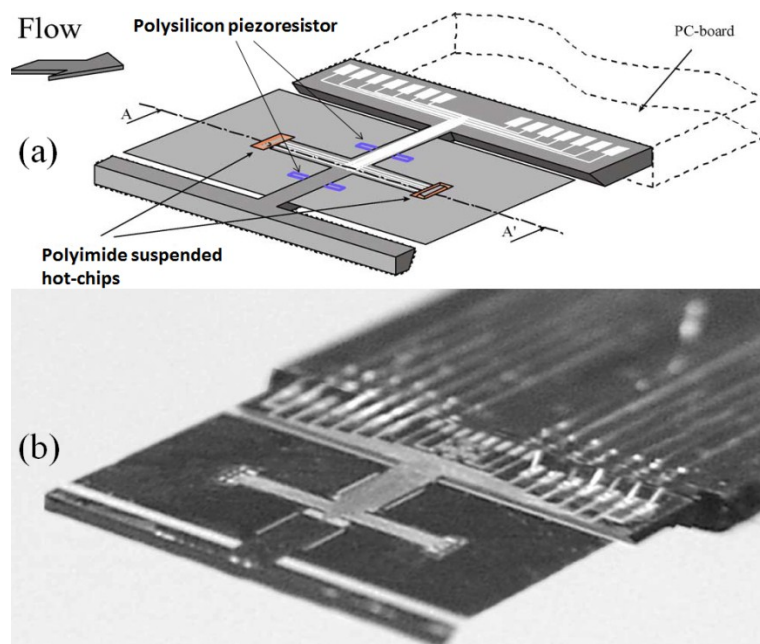 Flow
Polysilicon piezoresistor
PC-board
A
(a)
A'
Polyimide suspended
hot-chips
(b)